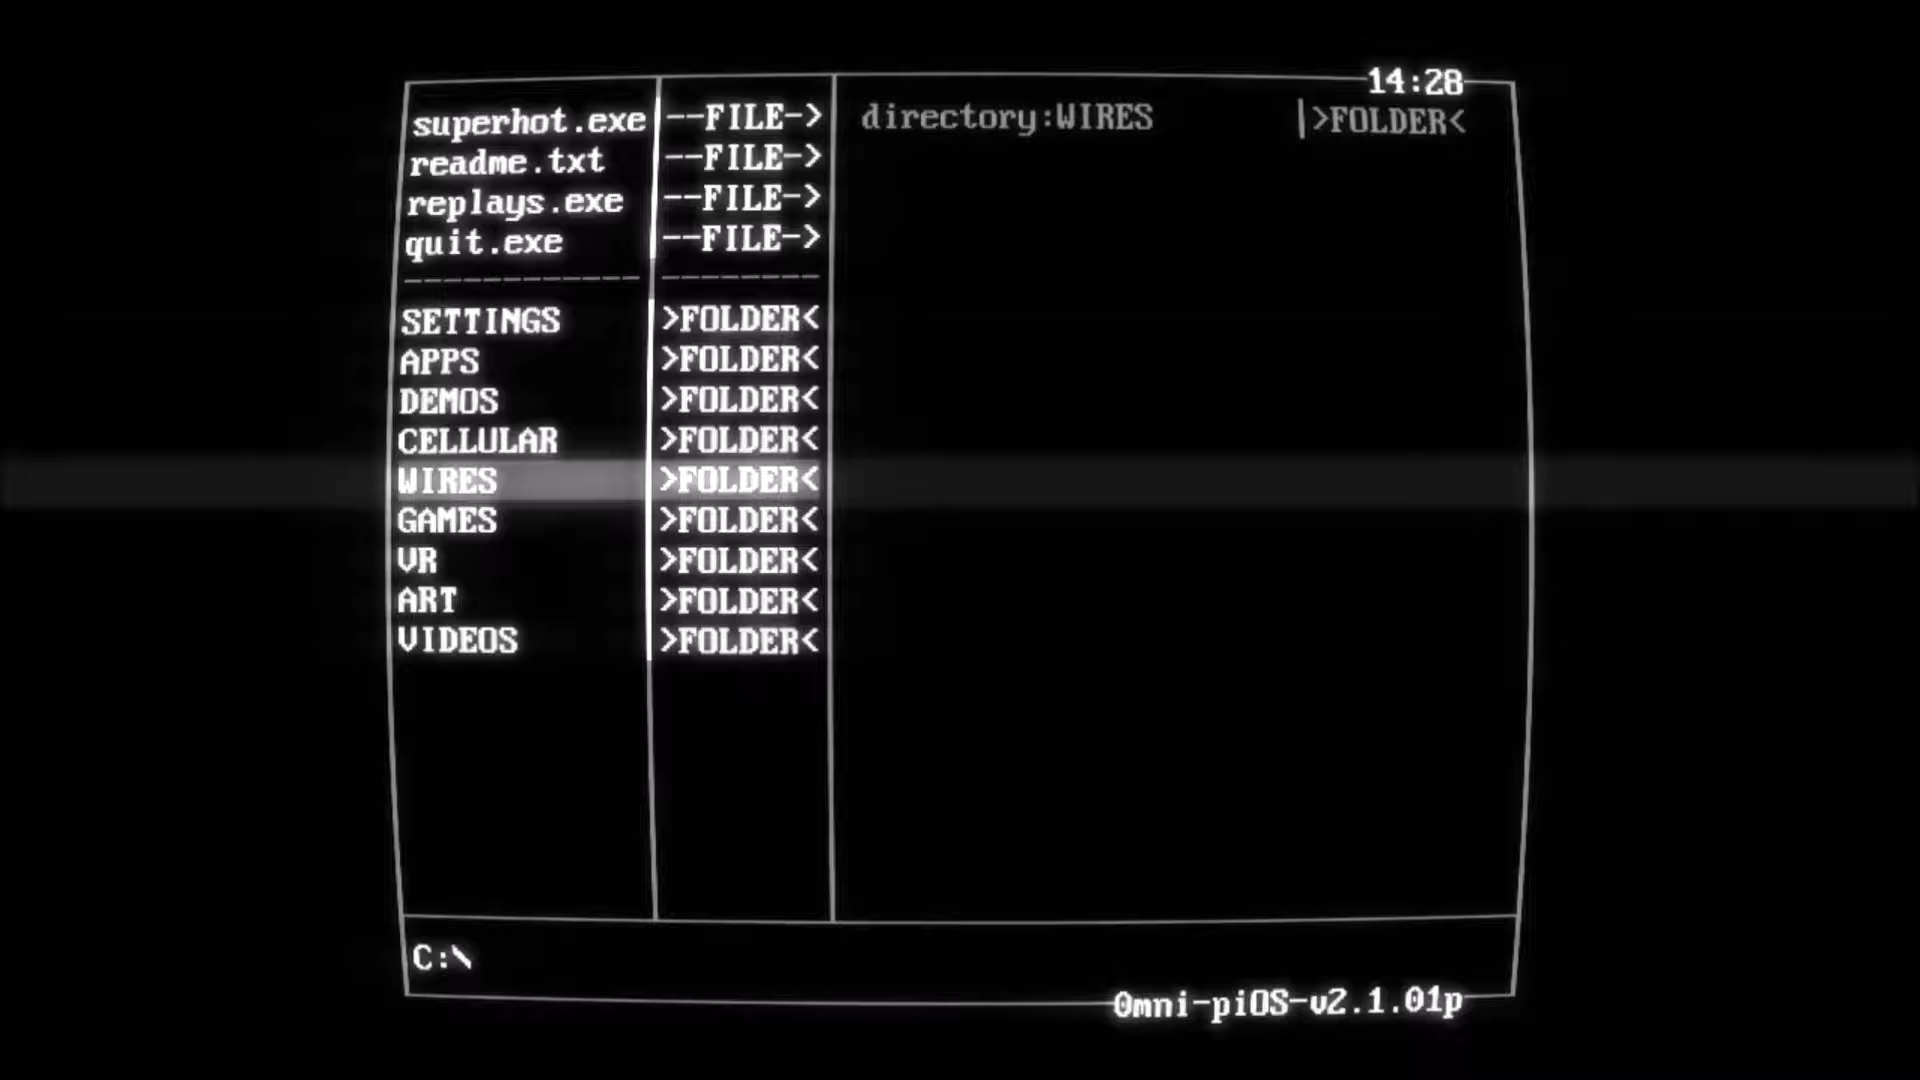 14:28
superhot.exe --FILE-> directory:WIRES |>FOLDER<
readme.txt --FILE->
replays.exe --FILE->
quit.exe --FILE->
SETTINGS >FOLDER<
APPS >FOLDER<
DEMOS >FOLDER<
CELLULAR >FOLDER<
WIRES >FOLDER<
GAMES >FOLDER<
VR >FOLDER<
ART >FOLDER<
VIDEOS >FOLDER<
C:\
0mni-piOS-v2.1.01p